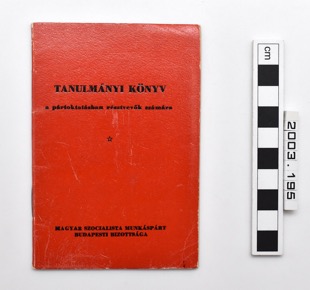 TANULMÁNYI KÖNYV
a pártoktatásban résztvevők számára
MAGYAR SZOCIALISTA MUNKÁSPÁRT
BUDAPESTI BIZOTTSÁGA
cm
2003.195